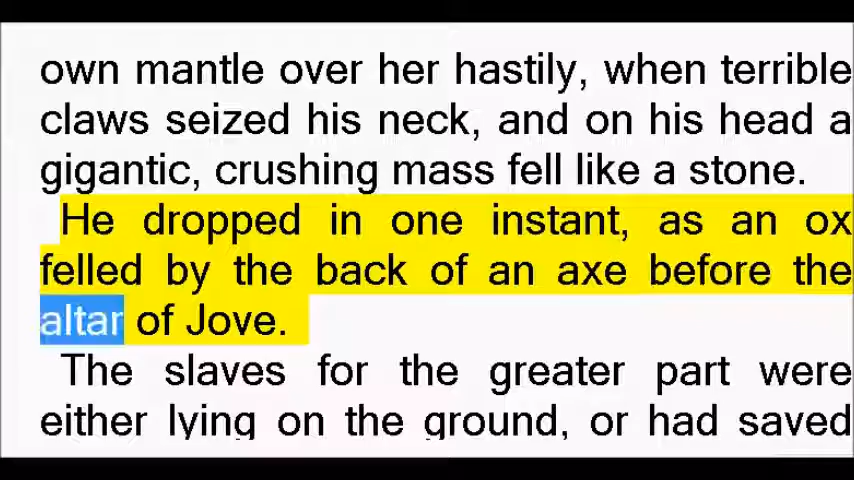 own mantle over her hastily, when terrible
claws seized his neck, and on his head a
gigantic, crushing mass fell like a stone.
He dropped in one instant, as an ox
felled by the back of an axe before the
altar of Jove.
The slaves for the greater part were
either lying on the ground, or had saved